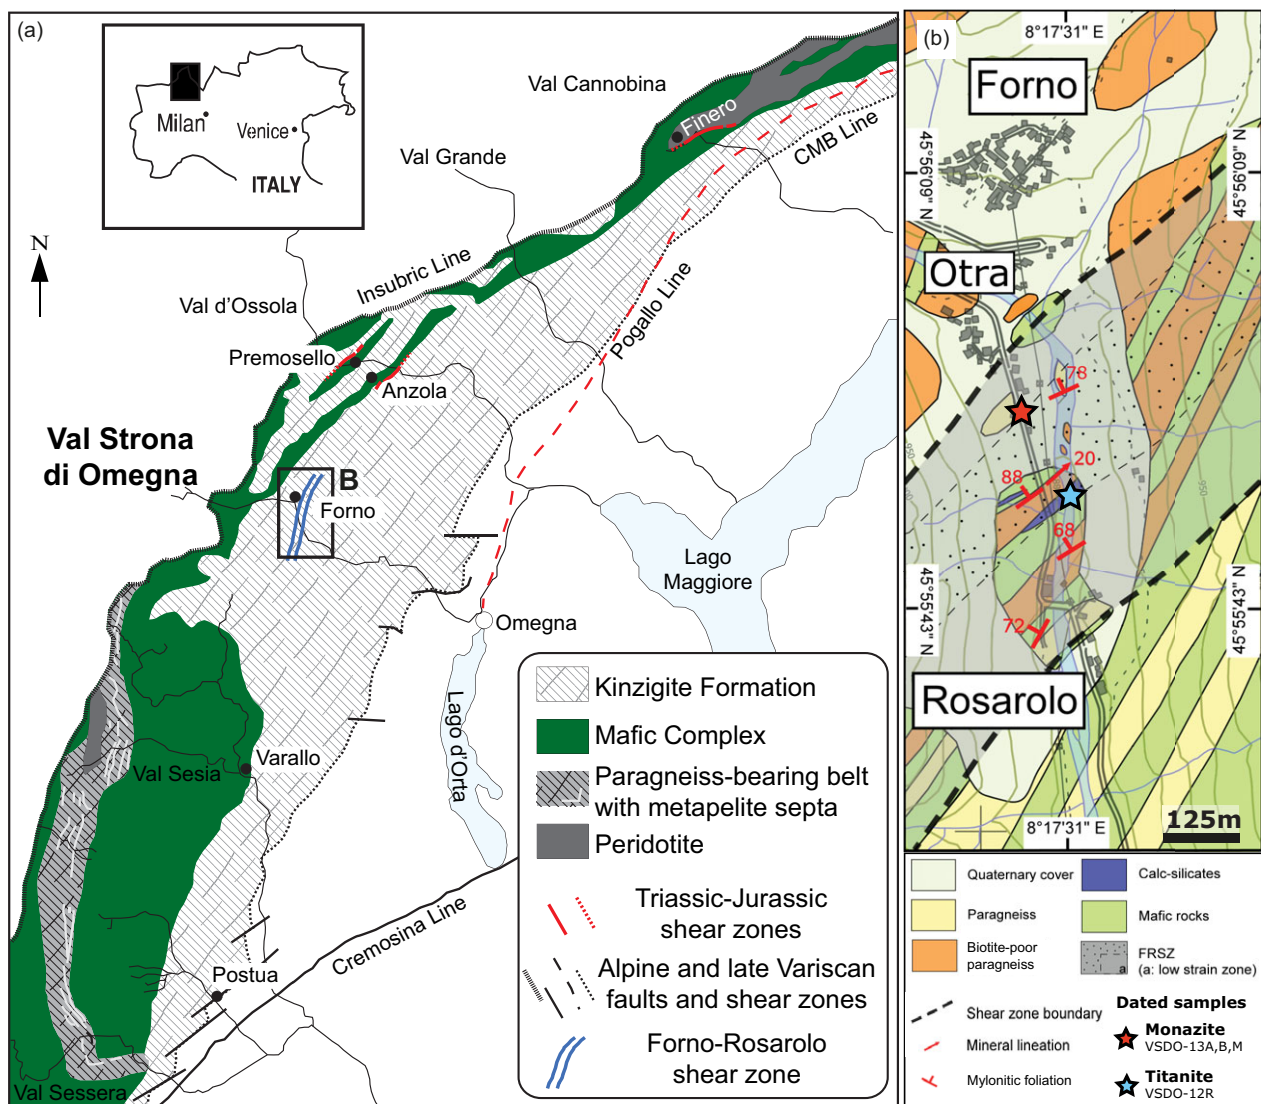 (a)
Milan
Venice
ITALY
N
Val Cannobina
Finero
Val Grande
CMB Line
Insubric Line
Val d'Ossola
Pogallo Line
Premosello
Anzola
Val Strona
di Omegna
B
Forno
Lago
Maggiore
Omegna
Lago d'Orta
Varallo
Val Sesia
Cremosina Line
Postua
Val Sessera
Kinzigite Formation
Mafic Complex
Paragneiss-bearing belt
with metapelite septa
Peridotite
Triassic-Jurassic
shear zones
Alpine and late Variscan
faults and shear zones
Forno-Rosarolo
shear zone
(b)
8°17'31" E
Forno
45°56'09" N
45°56'09" N
Otra
78
20
88
950
950
68
45°55'43" N
45°55'43" N
72
Rosarolo
8°17'31" E
125m
Quaternary cover
Calc-silicates
Paragneiss
Mafic rocks
Biotite-poor
paragneiss
a
FRSZ
(a: low strain zone)
Shear zone boundary
Dated samples
Mineral lineation
Monazite
VSDO-13A,B,M
Mylonitic foliation
Titanite
VSDO-12R